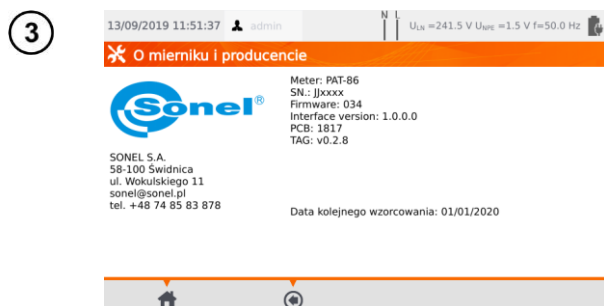 3
13/09/2019 11:51:37 admin N L ULN =241.5 V UNPE =1.5 V f=50.0 Hz
O mierniku i producencie
Sonel®
Meter: PAT-86
SN.: JJxxxx
Firmware: 034
Interface version: 1.0.0.0
PCB: 1817
TAG: v0.2.8
SONEL S.A.
58-100 Świdnica
ul. Wokulskiego 11
sonel@sonel.pl
tel. +48 74 85 83 878
Data kolejnego wzorcowania: 01/01/2020